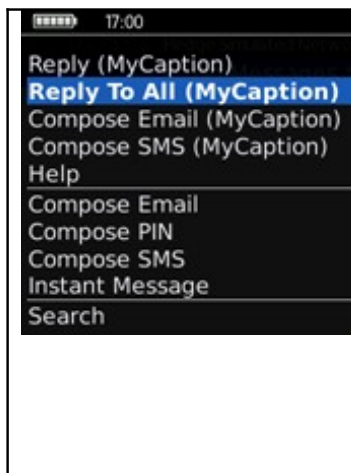 17:00
Reply (MyCaption)
Reply To All (MyCaption)
Compose Email (MyCaption)
Compose SMS (MyCaption)
Help
Compose Email
Compose PIN
Compose SMS
Instant Message
Search